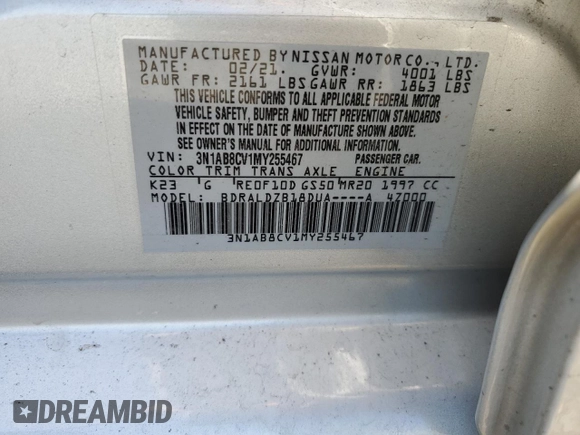 MANUFACTURED BY NISSAN MOTOR CO., LTD.
DATE: 02/21. GVWR: 4001 LBS
GAWR FR: 2161 LBS GAWR RR: 1863 LBS
THIS VEHICLE CONFORMS TO ALL APPLICABLE FEDERAL MOTOR
VEHICLE SAFETY, BUMPER AND THEFT PREVENTION STANDARDS
IN EFFECT ON THE DATE OF MANUFACTURE SHOWN ABOVE.
SEE OWNER'S MANUAL FOR ADDITIONAL INFORMATION
VIN: 3N1AB8CV1MY255467 PASSENGER CAR.
COLOR TRIM TRANS AXLE ENGINE
K23 G RE0F10D GS50 MR20 1997 CC
MODEL: BDRALDZB18DUA----A 4Z000
3N1AB8CV1MY255467
DREAMBID